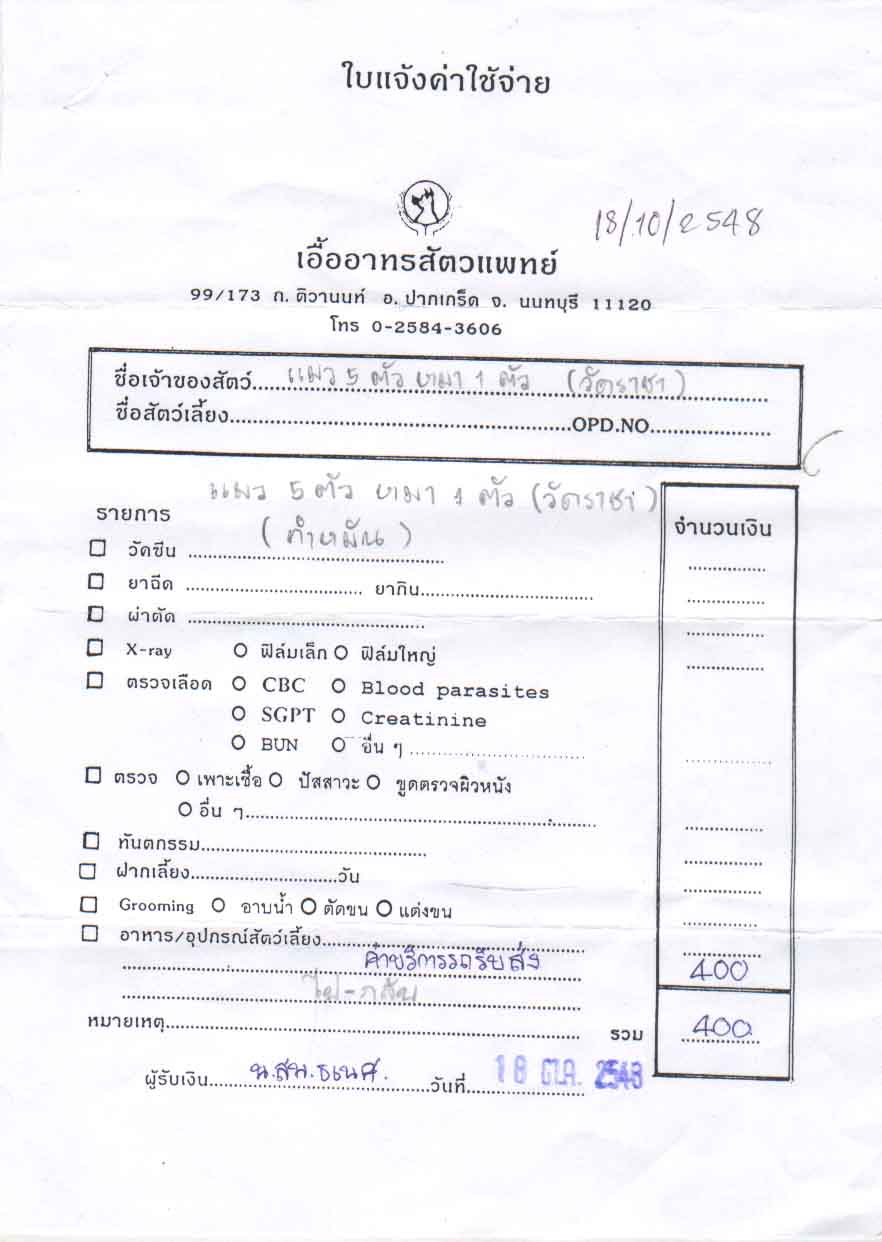 ใบแจ้งค่าใช้จ่าย
18/10/2548
เอื้ออาทรสัตวแพทย์
99/173 ถ. ติวานนท์ อ. ปากเกร็ด จ. นนทบุรี 11120
โทร 0-2584-3606
ชื่อเจ้าของสัตว์.....แมว 5 ตัว หมา 1 ตัว (วัดราชา)
ชื่อสัตว์เลี้ยง..........OPD.NO..........
แมว 5 ตัว หมา 1 ตัว (วัดราชา)
รายการ (ทำหมัน) จำนวนเงิน
วัคซีน ..........
ยาฉีด .......... ยากิน..........
ผ่าตัด ..........
X-ray ฟิล์มเล็ก ฟิล์มใหญ่
ตรวจเลือด CBC Blood parasites
SGPT Creatinine
BUN อื่น ๆ ..........
ตรวจ เพาะเชื้อ ปัสสาวะ ขูดตรวจผิวหนัง
อื่น ๆ..........
ทันตกรรม..........
ฝากเลี้ยง..........วัน
Grooming อาบน้ำ ตัดขน แต่งขน
อาหาร/อุปกรณ์สัตว์เลี้ยง..........
ค่าบริการรถรับส่ง 400
ไป-กลับ
หมายเหตุ.......... รวม 400
ผู้รับเงิน.....น.สพ.ธเนศ.....วันที่.....18 ต.ค. 2548